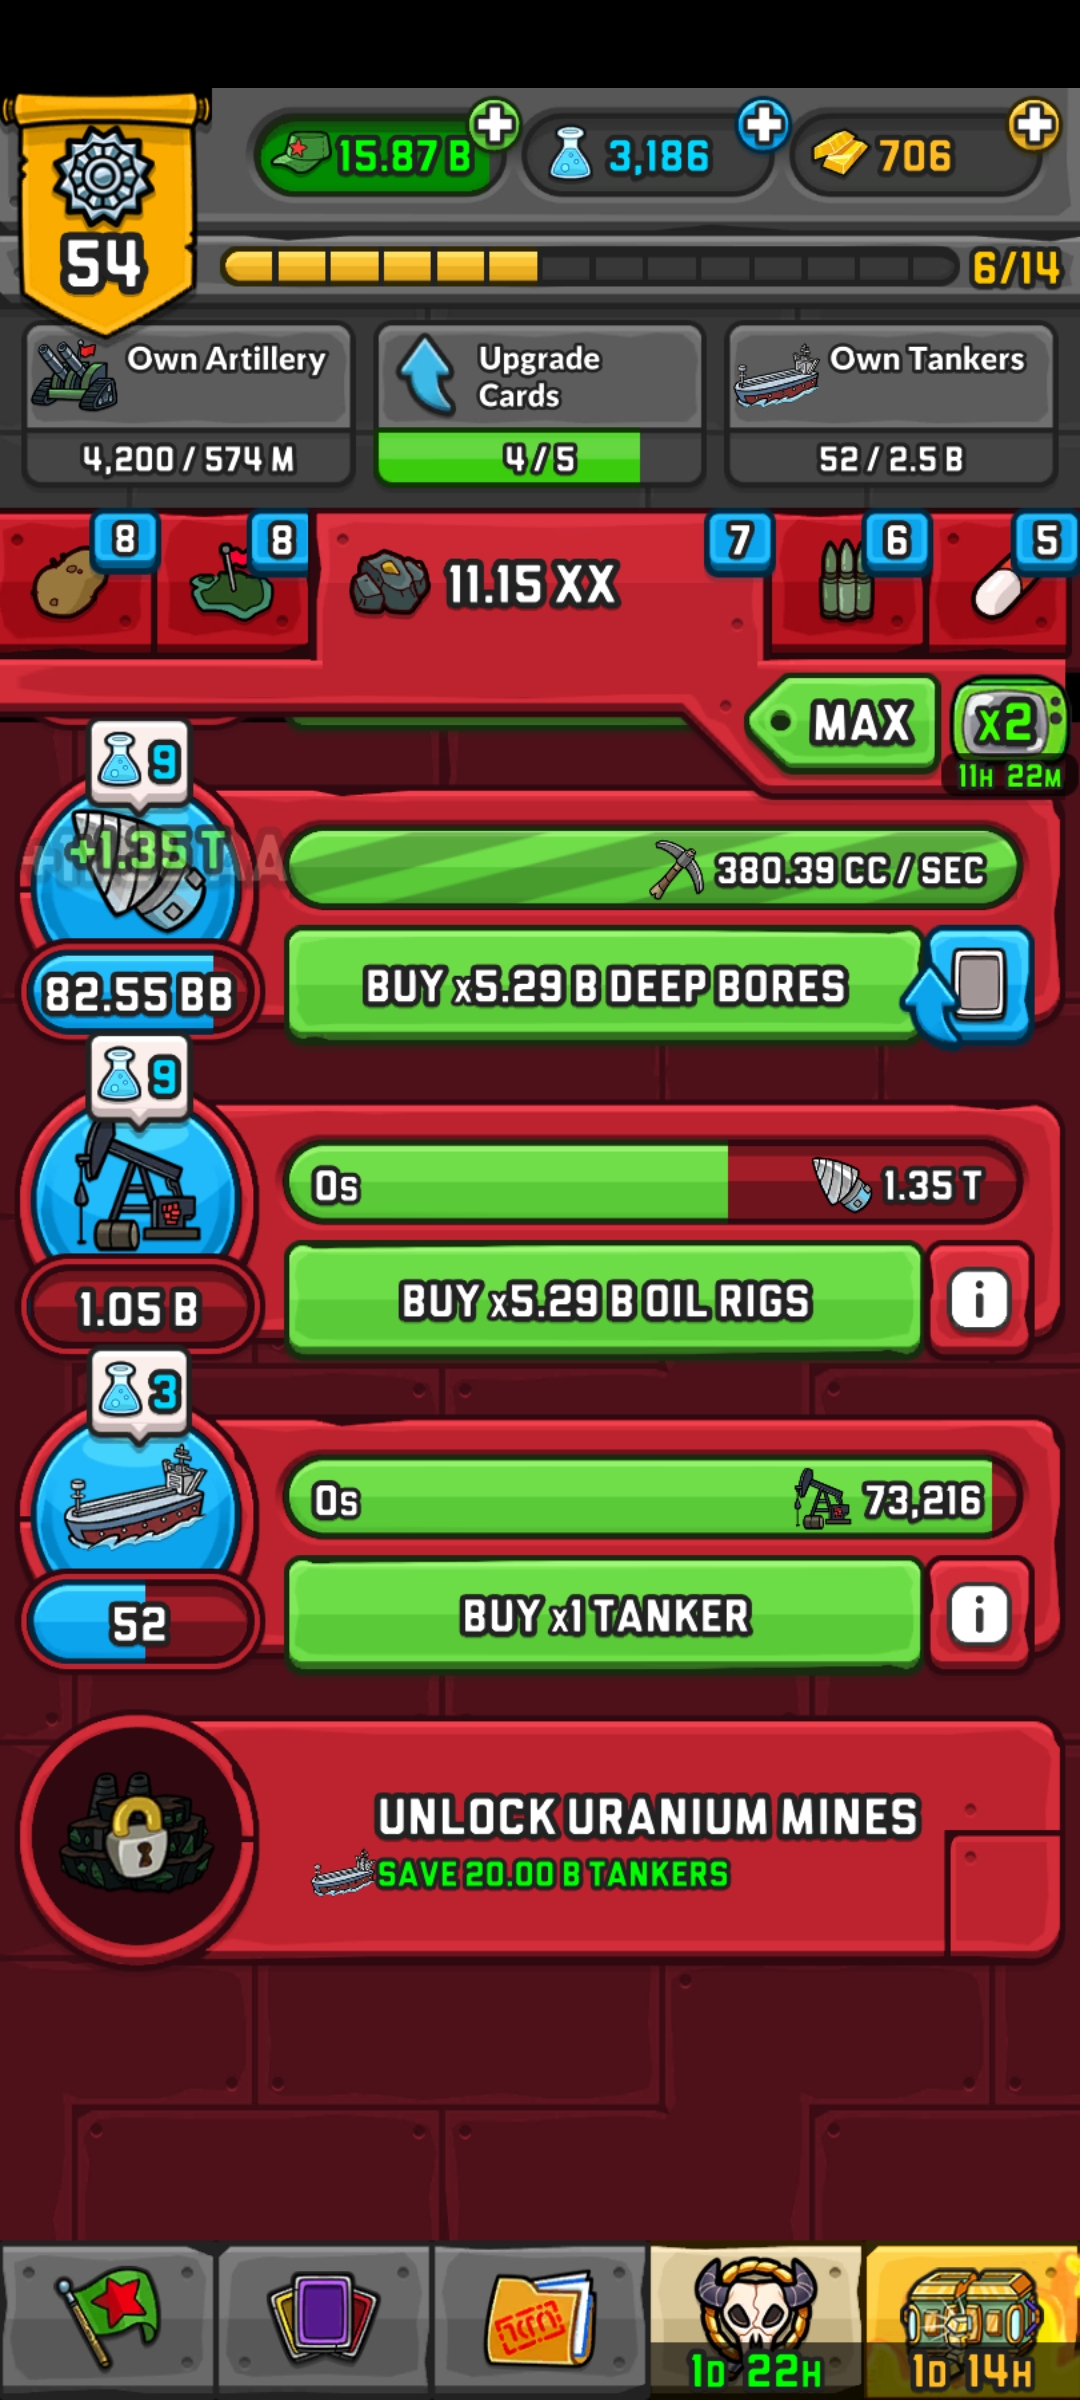 15.87 B
3,186
706
54
6/14
Own Artillery
4,200 / 574 M
Upgrade
Cards
4 / 5
Own Tankers
52 / 2.5 B
8
8
11.15 XX
7
6
5
MAX
x2
11H 22M
9
+1.35 T
380.39 CC / SEC
82.55 BB
BUY x5.29 B DEEP BORES
9
0s
1.35 T
1.05 B
BUY x5.29 B OIL RIGS
i
3
0s
73,216
52
BUY x1 TANKER
i
UNLOCK URANIUM MINES
SAVE 20.00 B TANKERS
1D 22H
1D 14H